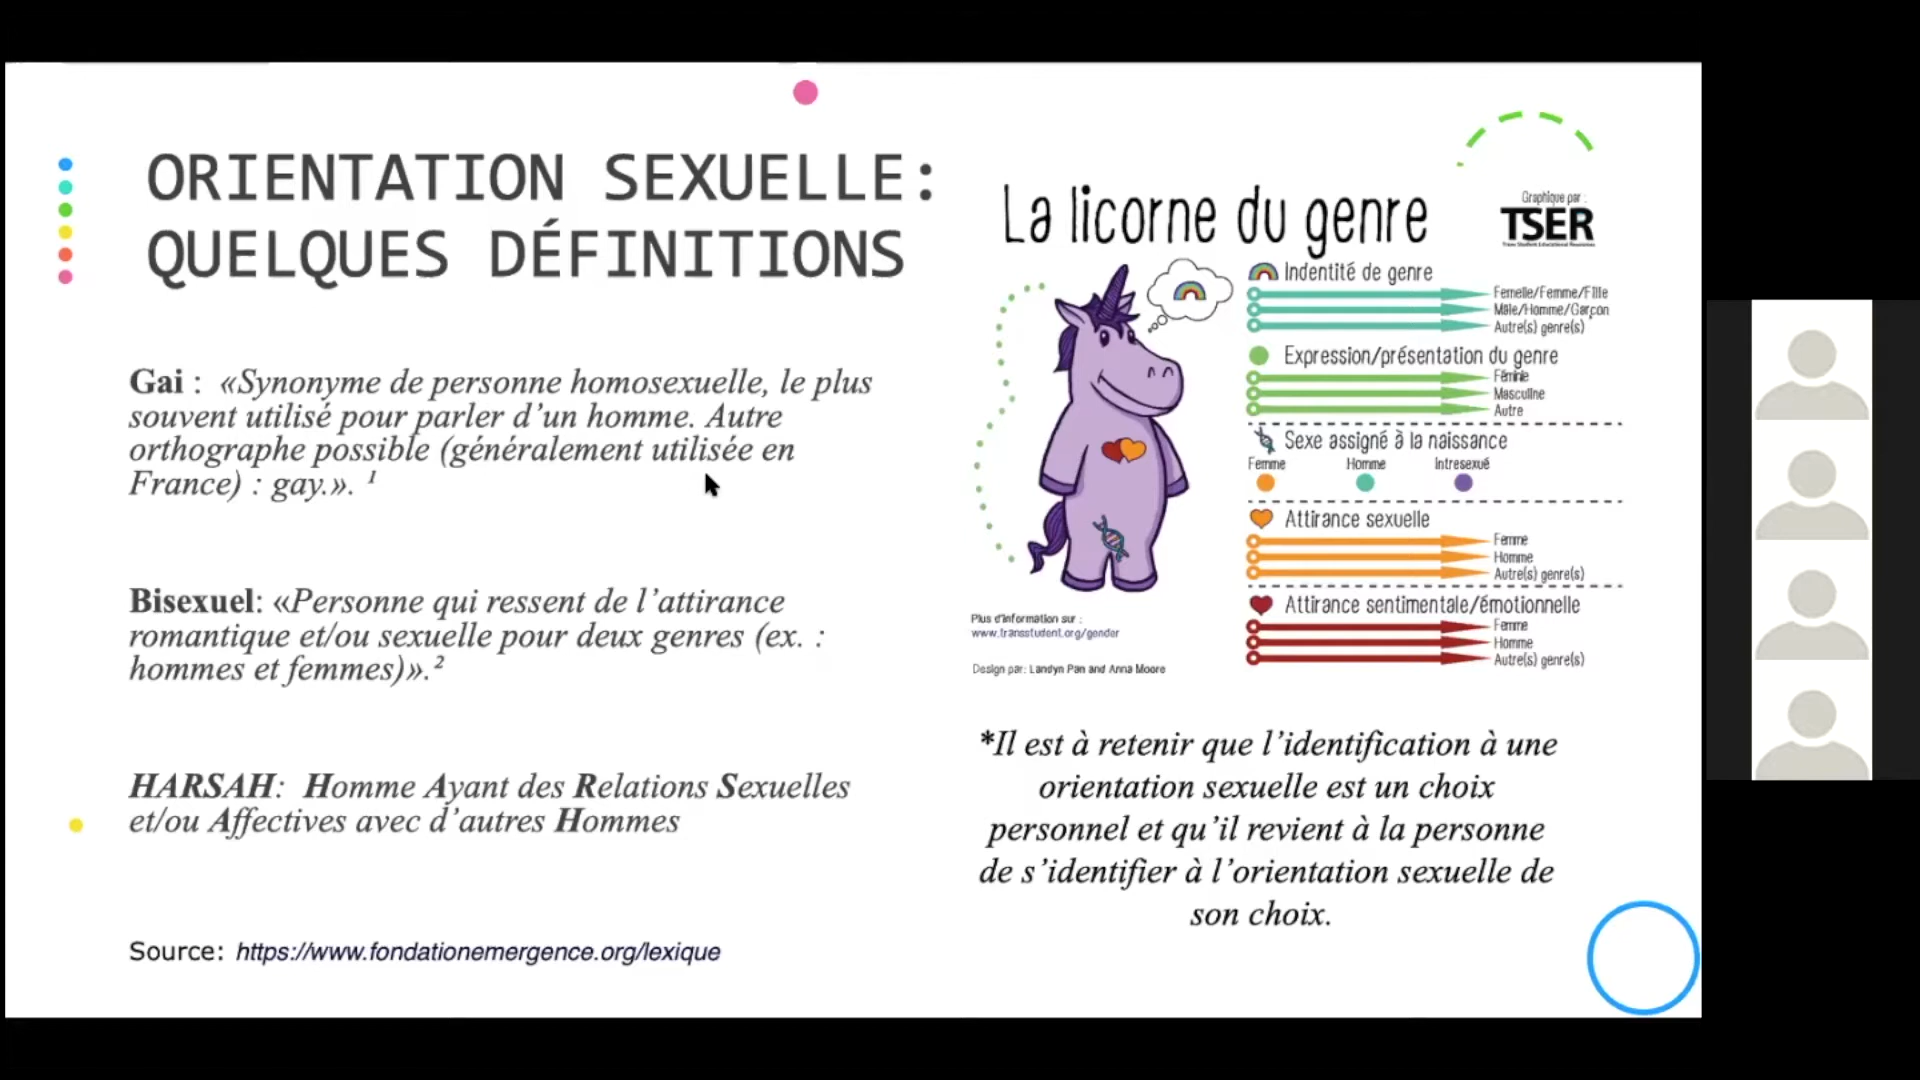 ORIENTATION SEXUELLE:
QUELQUES DÉFINITIONS
Gai : «Synonyme de personne homosexuelle, le plus
souvent utilisé pour parler d’un homme. Autre
orthographe possible (généralement utilisée en
France) : gay.». 1
Bisexuel: «Personne qui ressent de l’attirance
romantique et/ou sexuelle pour deux genres (ex. :
hommes et femmes)».2
HARSAH: Homme Ayant des Relations Sexuelles
et/ou Affectives avec d’autres Hommes
Source: https://www.fondationemergence.org/lexique
La licorne du genre
Graphique par :
TSER
Trans Student Educational Resources
Indentité de genre
Femelle/Femme/Fille
Mâle/Homme/Garçon
Autre(s) genre(s)
Expression/présentation du genre
Masculine
Autre
Sexe assigné à la naissance
Femme Homme Intresexué
Attirance sexuelle
Femme
Homme
Autre(s) genre(s)
Attirance sentimentale/émotionnelle
Femme
Homme
Autre(s) genre(s)
Plus d'information sur :
www.transstudent.org/gender
Design par: Landyn Pan and Anna Moore
*Il est à retenir que l’identification à une
orientation sexuelle est un choix
personnel et qu’il revient à la personne
de s’identifier à l’orientation sexuelle de
son choix.